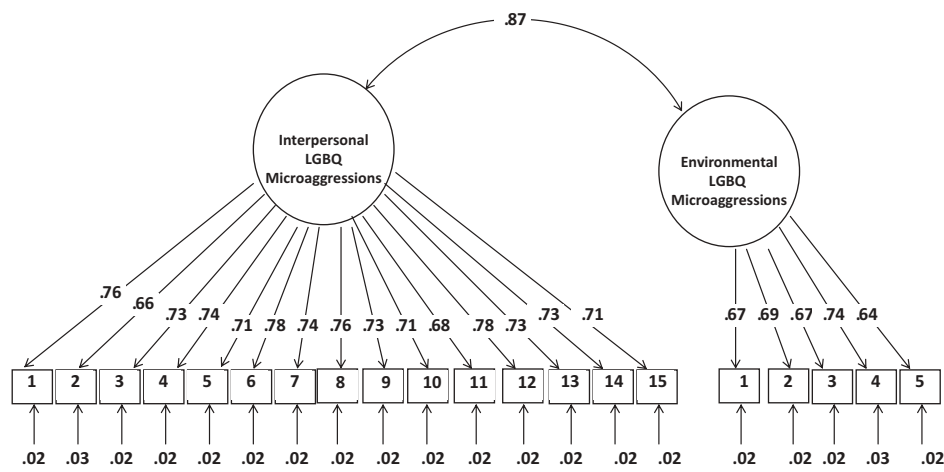 .87
Interpersonal
LGBQ
Microaggressions
Environmental
LGBQ
Microaggressions
.76 .66 .73 .74 .71 .78 .74 .76 .73 .71 .68 .78 .73 .73 .71
.67 .69 .67 .74 .64
1 2 3 4 5 6 7 8 9 10 11 12 13 14 15
1 2 3 4 5
.02 .03 .02 .02 .02 .02 .02 .02 .02 .02 .02 .02 .02 .02 .02
.02 .02 .02 .03 .02